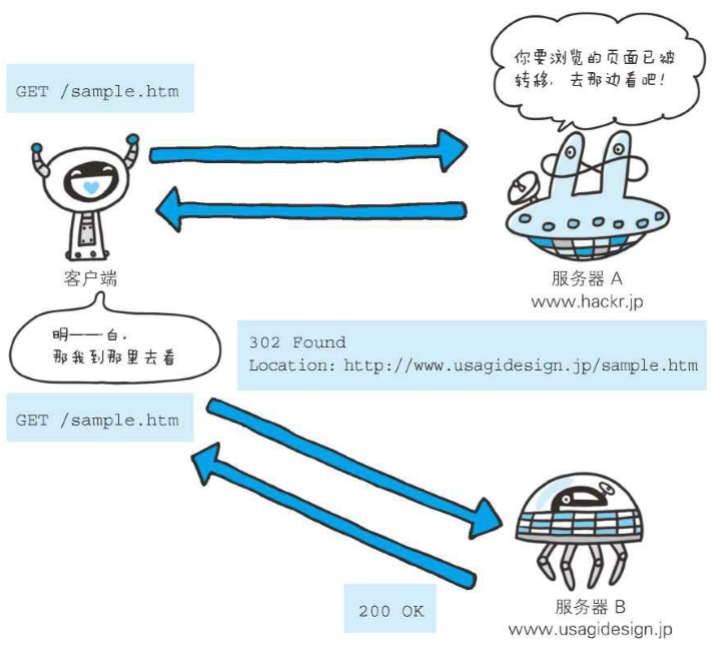 你要浏览的页面已被
转移，去那边看吧！
GET /sample.htm
客户端
服务器 A
www.hackr.jp
明——白。
那我到那里去看
302 Found
Location: http://www.usagidesign.jp/sample.htm
GET /sample.htm
200 OK
服务器 B
www.usagidesign.jp